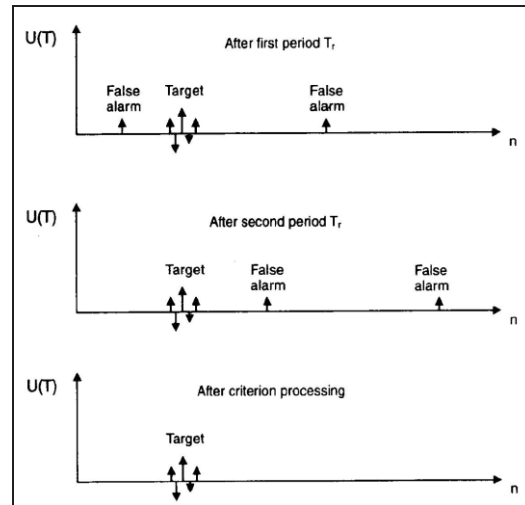 U(T)
After first period Tᵣ
False alarm
Target
False alarm
n
U(T)
After second period Tᵣ
Target
False alarm
False alarm
n
U(T)
After criterion processing
Target
n